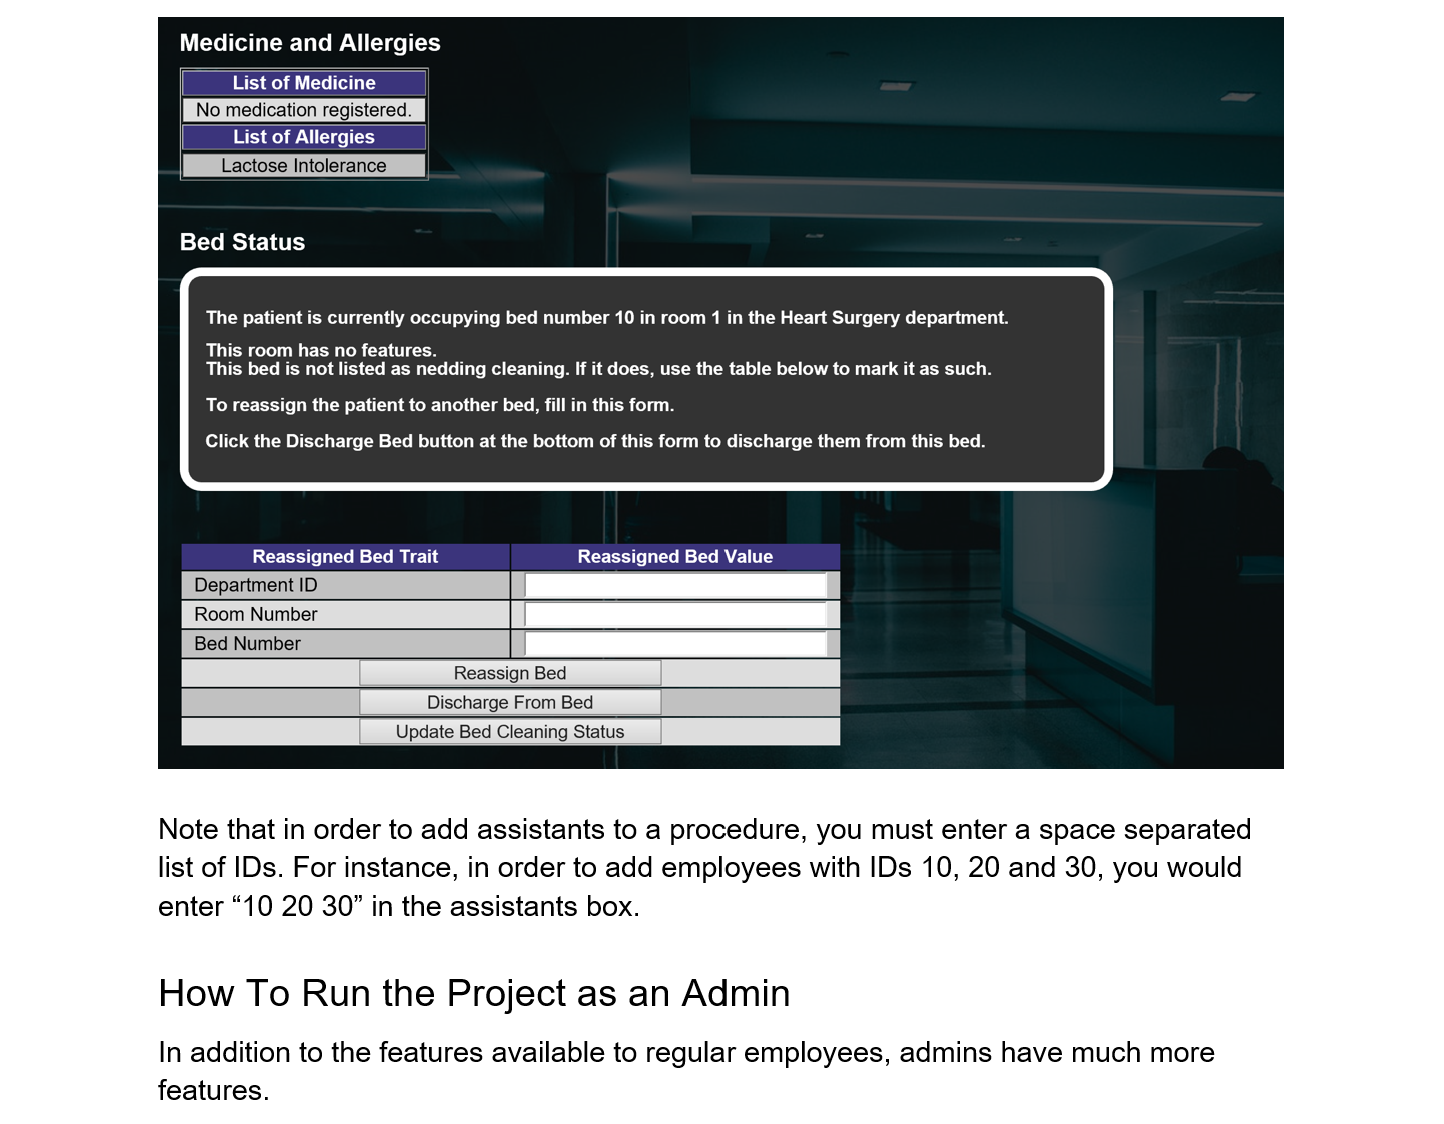 Medicine and Allergies
List of Medicine
No medication registered.
List of Allergies
Lactose Intolerance
Bed Status
The patient is currently occupying bed number 10 in room 1 in the Heart Surgery department.
This room has no features.
This bed is not listed as nedding cleaning. If it does, use the table below to mark it as such.
To reassign the patient to another bed, fill in this form.
Click the Discharge Bed button at the bottom of this form to discharge them from this bed.
Reassigned Bed Trait Reassigned Bed Value
Department ID
Room Number
Bed Number
Reassign Bed
Discharge From Bed
Update Bed Cleaning Status
Note that in order to add assistants to a procedure, you must enter a space separated
list of IDs. For instance, in order to add employees with IDs 10, 20 and 30, you would
enter “10 20 30” in the assistants box.
How To Run the Project as an Admin
In addition to the features available to regular employees, admins have much more
features.